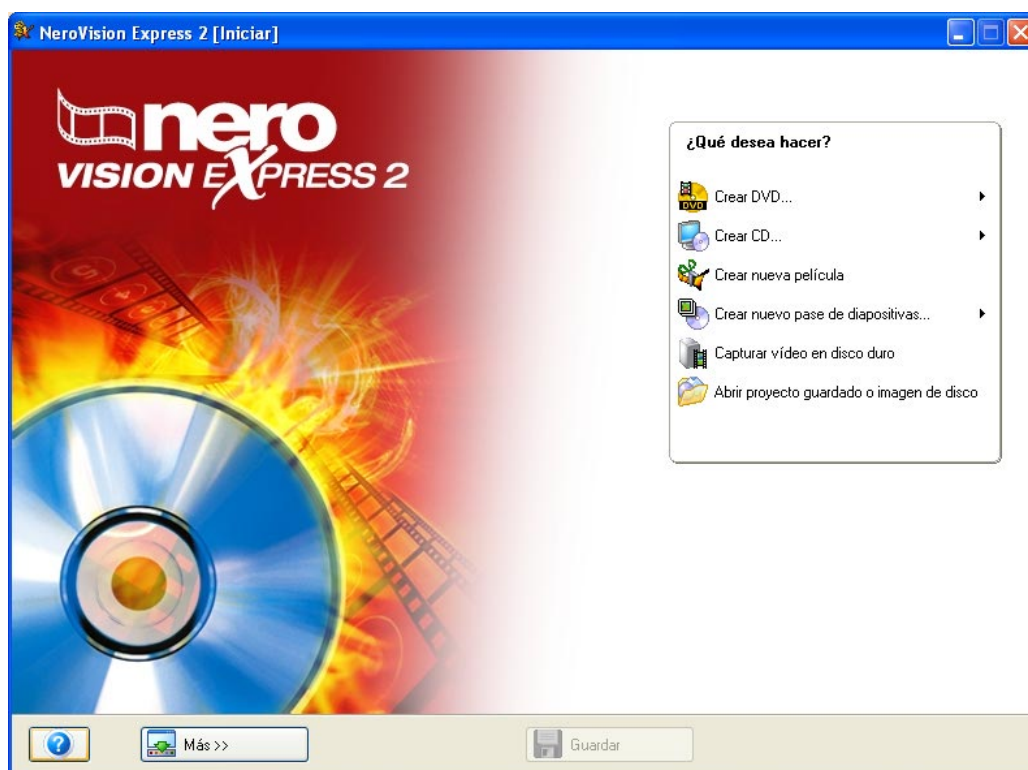 NeroVision Express 2 [Iniciar]
nero
VISION EXPRESS 2
¿Qué desea hacer?
DVD
Crear DVD...
Crear CD...
Crear nueva película
Crear nuevo pase de diapositivas...
Capturar vídeo en disco duro
Abrir proyecto guardado o imagen de disco
Más >>
Guardar